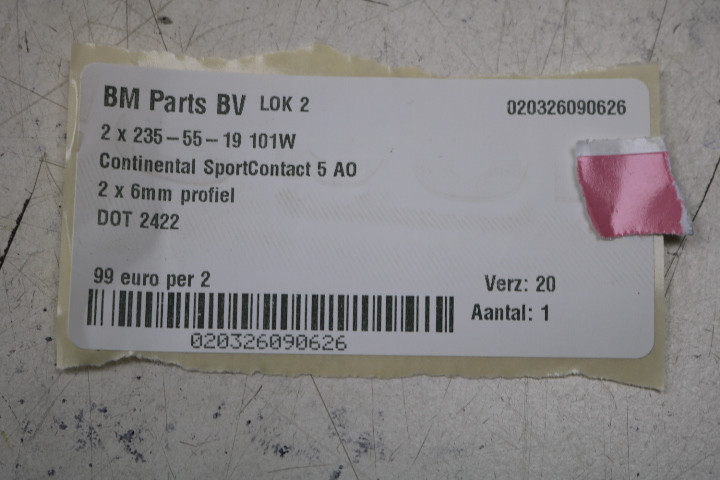 BM Parts BV LOK 2 020326090626
2 x 235-55-19 101W
Continental SportContact 5 AO
2 x 6mm profiel
DOT 2422
99 euro per 2 Verz: 20
Aantal: 1
020326090626